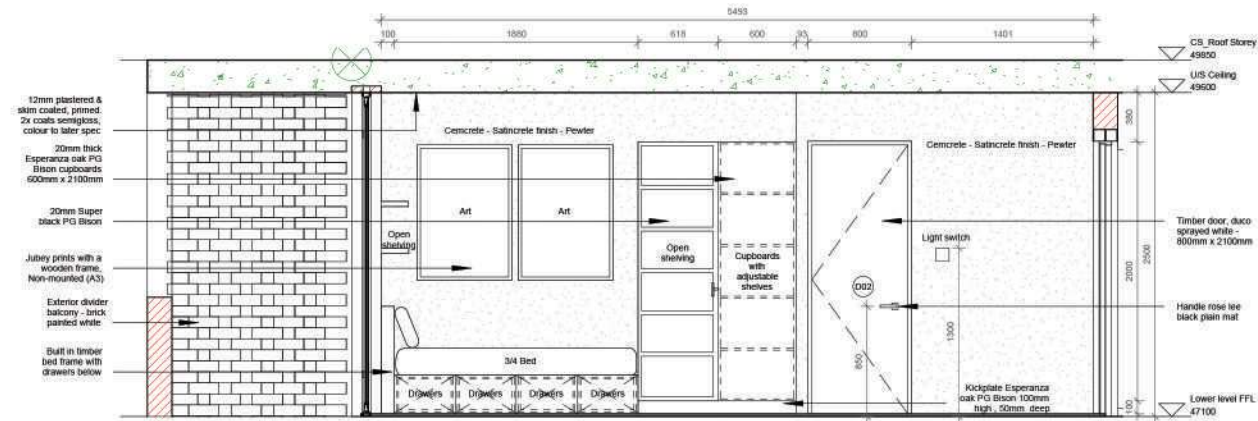 5453
100
1880
618
600
93
800
1401
CS_Roof Storey
49850
U/S Ceiling
49600
12mm plastered &
skim coated, primed.
2x coats semigloss,
colour to later spec
20mm thick
Esperanza oak PG
Bison cupboards
600mm x 2100mm
20mm Super
black PG Bison
Jubey prints with a
wooden frame,
Non-mounted (A3)
Exterior divider
balcony - brick
painted white
Built in timber
bed frame with
drawers below
Cemcrete - Satincrete finish - Pewter
Art
Art
Open
shelving
3/4 Bed
Drawers
Drawers
Drawers
Drawers
Open
shelving
Cupboards
with
adjustable
shelves
D02
850
Cemcrete - Satincrete finish - Pewter
Light switch
1300
Kickplate Esperanza
oak PG Bison 100mm
high , 50mm deep
380
2000
100
2500
Timber door, duco
sprayed white -
800mm x 2100mm
Handle rose lee
black plain mat
Lower level FFL
47100